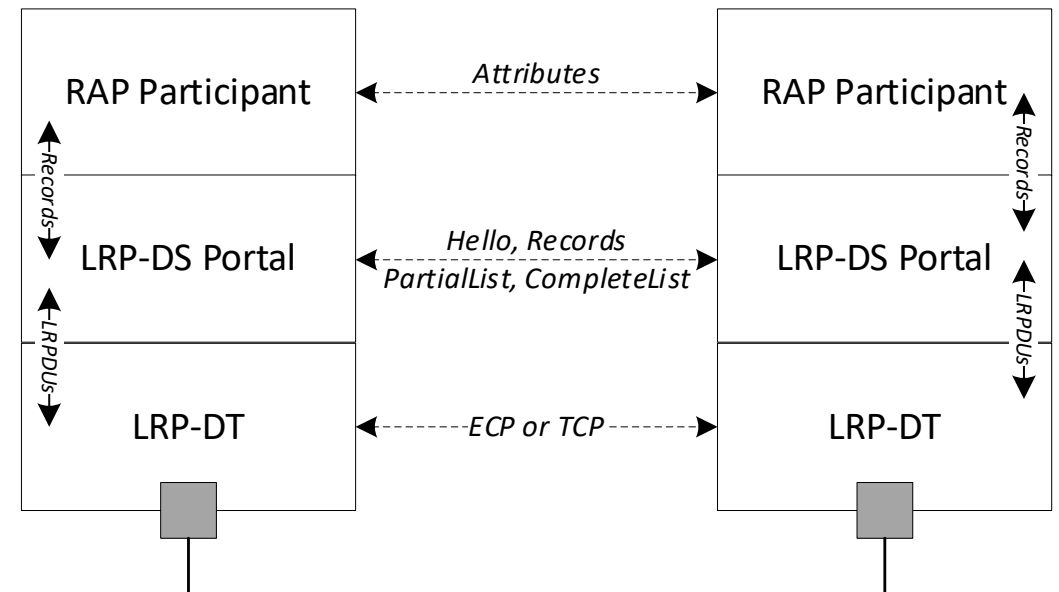 RAP Participant
Attributes
RAP Participant
Records
Records
LRP-DS Portal
Hello, Records
PartialList, CompleteList
LRP-DS Portal
LRPDUs
LRPDUs
LRP-DT
ECP or TCP
LRP-DT